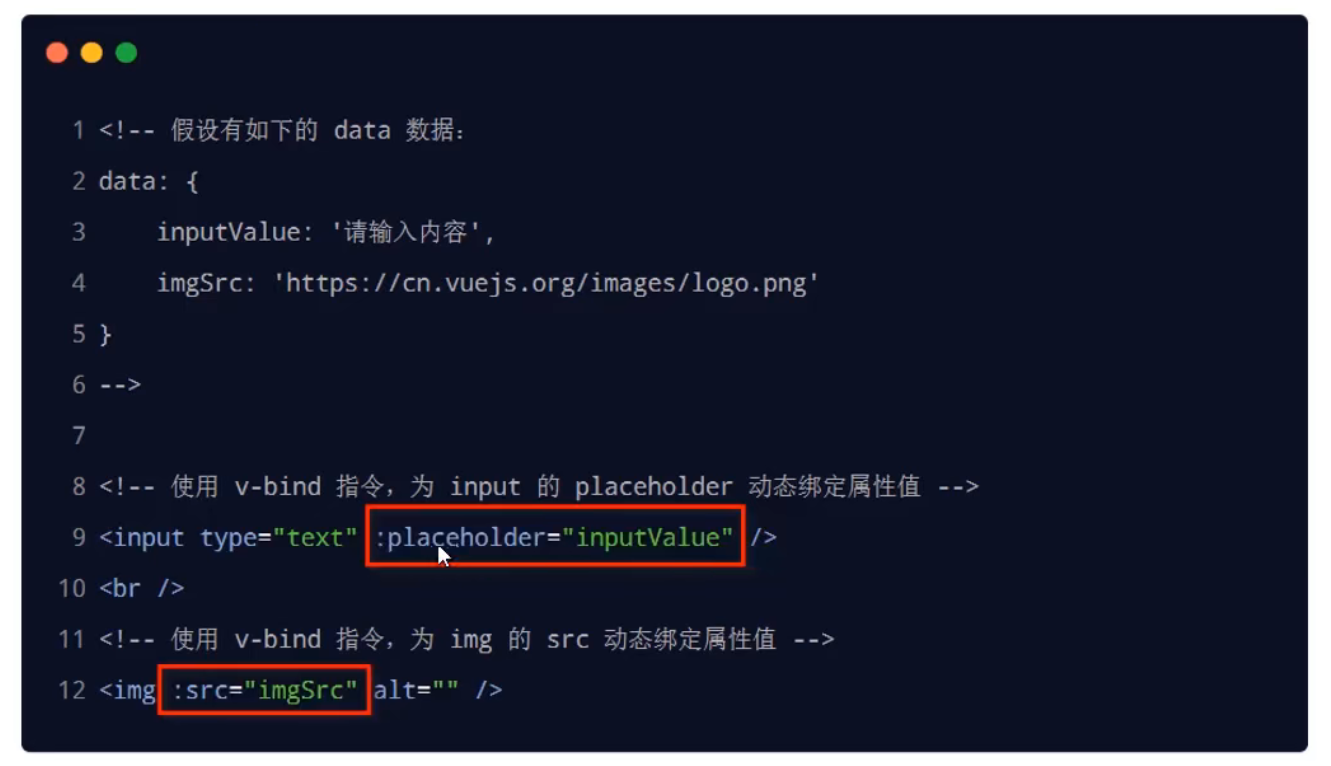 1 <!-- 假设有如下的 data 数据:
2 data: {
3     inputValue: '请输入内容',
4     imgSrc: 'https://cn.vuejs.org/images/logo.png'
5 }
6 -->
7
8 <!-- 使用 v-bind 指令，为 input 的 placeholder 动态绑定属性值 -->
9 <input type="text" :placeholder="inputValue" />
10 <br />
11 <!-- 使用 v-bind 指令，为 img 的 src 动态绑定属性值 -->
12 <img :src="imgSrc" alt="" />